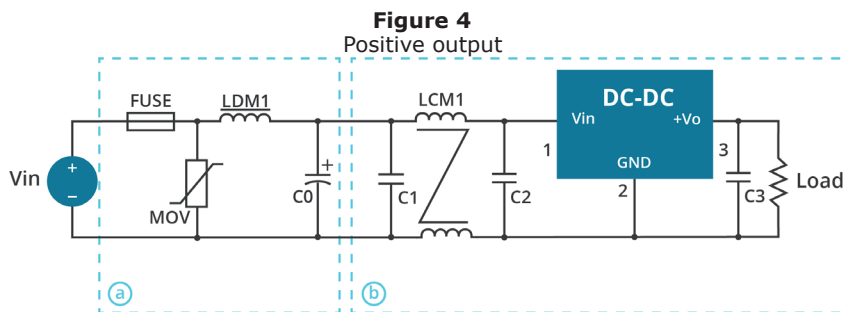 Figure 4
Positive output
FUSE
LDM1
LCM1
DC-DC
Vin
+Vo
1
3
GND
2
Vin
+
−
MOV
+
C0
C1
C2
C3
Load
a
b